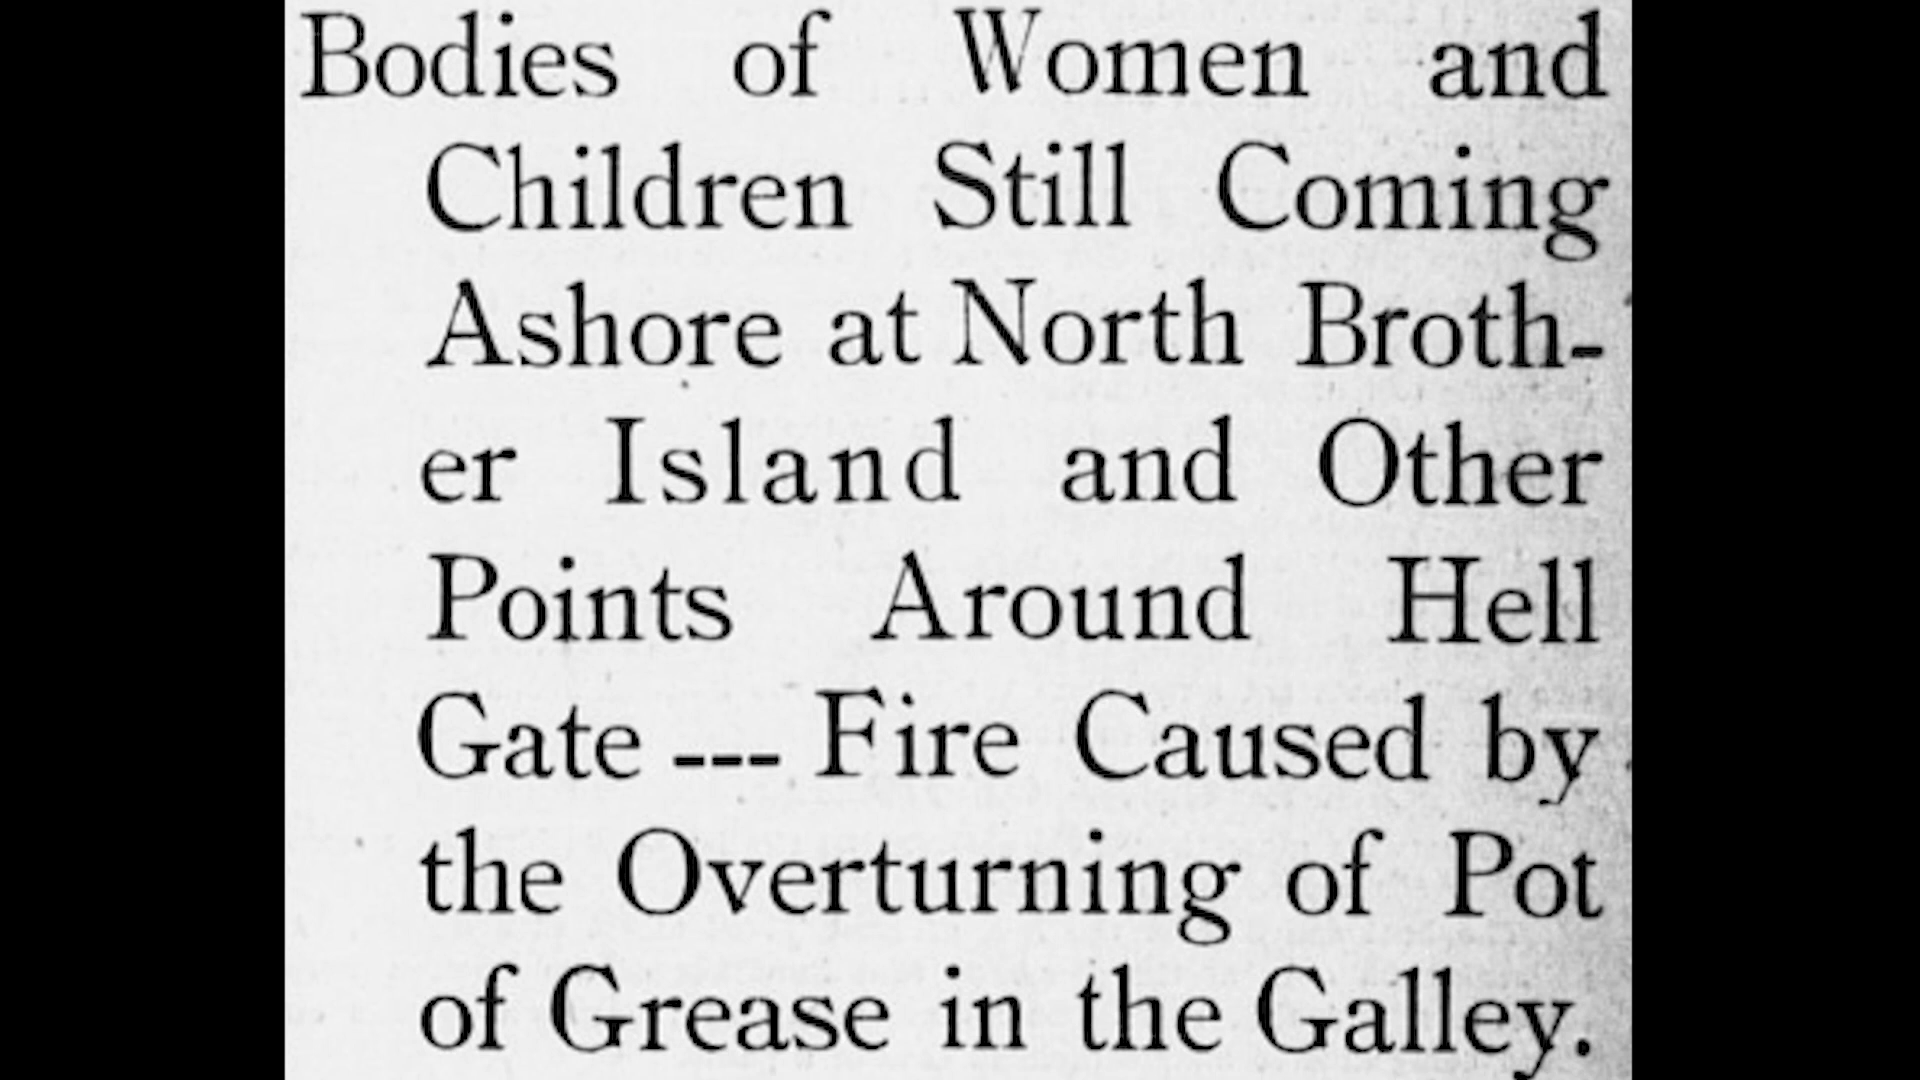 Bodies of Women and
Children Still Coming
Ashore at North Broth-
er Island and Other
Points Around Hell
Gate --- Fire Caused by
the Overturning of Pot
of Grease in the Galley.